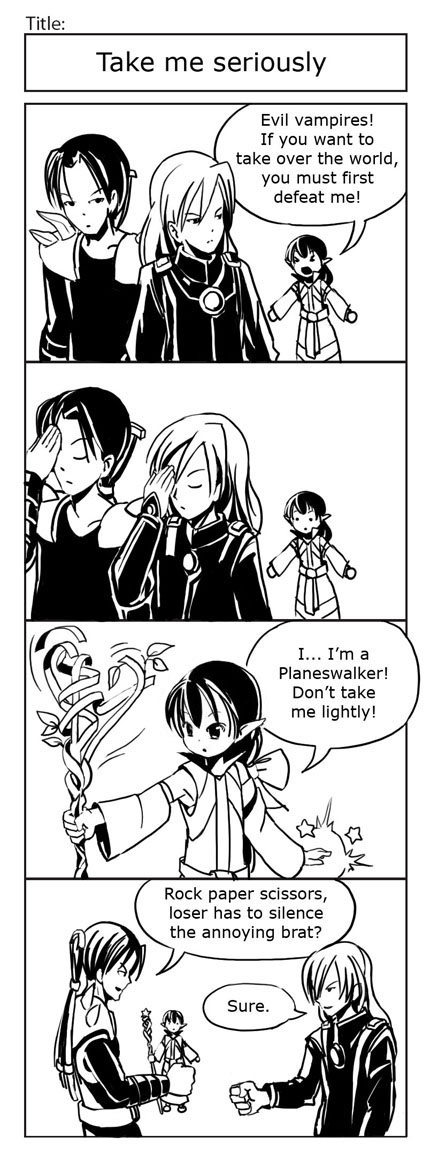 Title:
Take me seriously
Evil vampires!
If you want to
take over the world,
you must first
defeat me!
I... I'm a
Planeswalker!
Don't take
me lightly!
Rock paper scissors,
loser has to silence
the annoying brat?
Sure.